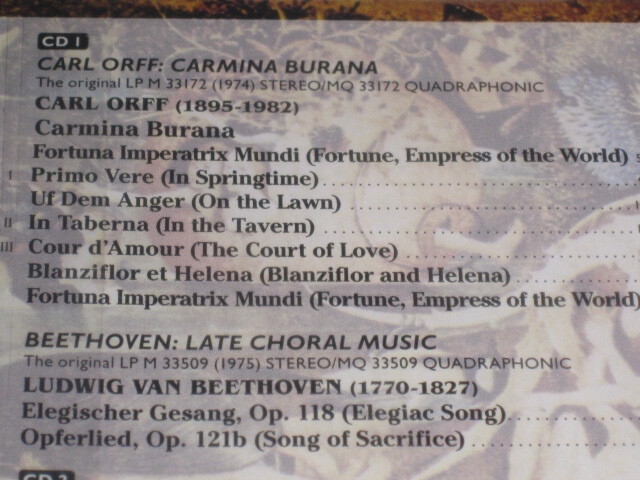 CD 1
CARL ORFF: CARMINA BURANA
The original LP M 33172 (1974) STEREO/MQ 33172 QUADRAPHONIC
CARL ORFF (1895-1982)
Carmina Burana
Fortuna Imperatrix Mundi (Fortune, Empress of the World)
I Primo Vere (In Springtime)
Uf Dem Anger (On the Lawn)
II In Taberna (In the Tavern)
III Cour d'Amour (The Court of Love)
Blanziflor et Helena (Blanziflor and Helena)
Fortuna Imperatrix Mundi (Fortune, Empress of the World)
BEETHOVEN: LATE CHORAL MUSIC
The original LP M 33509 (1975) STEREO/MQ 33509 QUADRAPHONIC
LUDWIG VAN BEETHOVEN (1770-1827)
Elegischer Gesang, Op. 118 (Elegiac Song)
Opferlied, Op. 121b (Song of Sacrifice)
CD 2